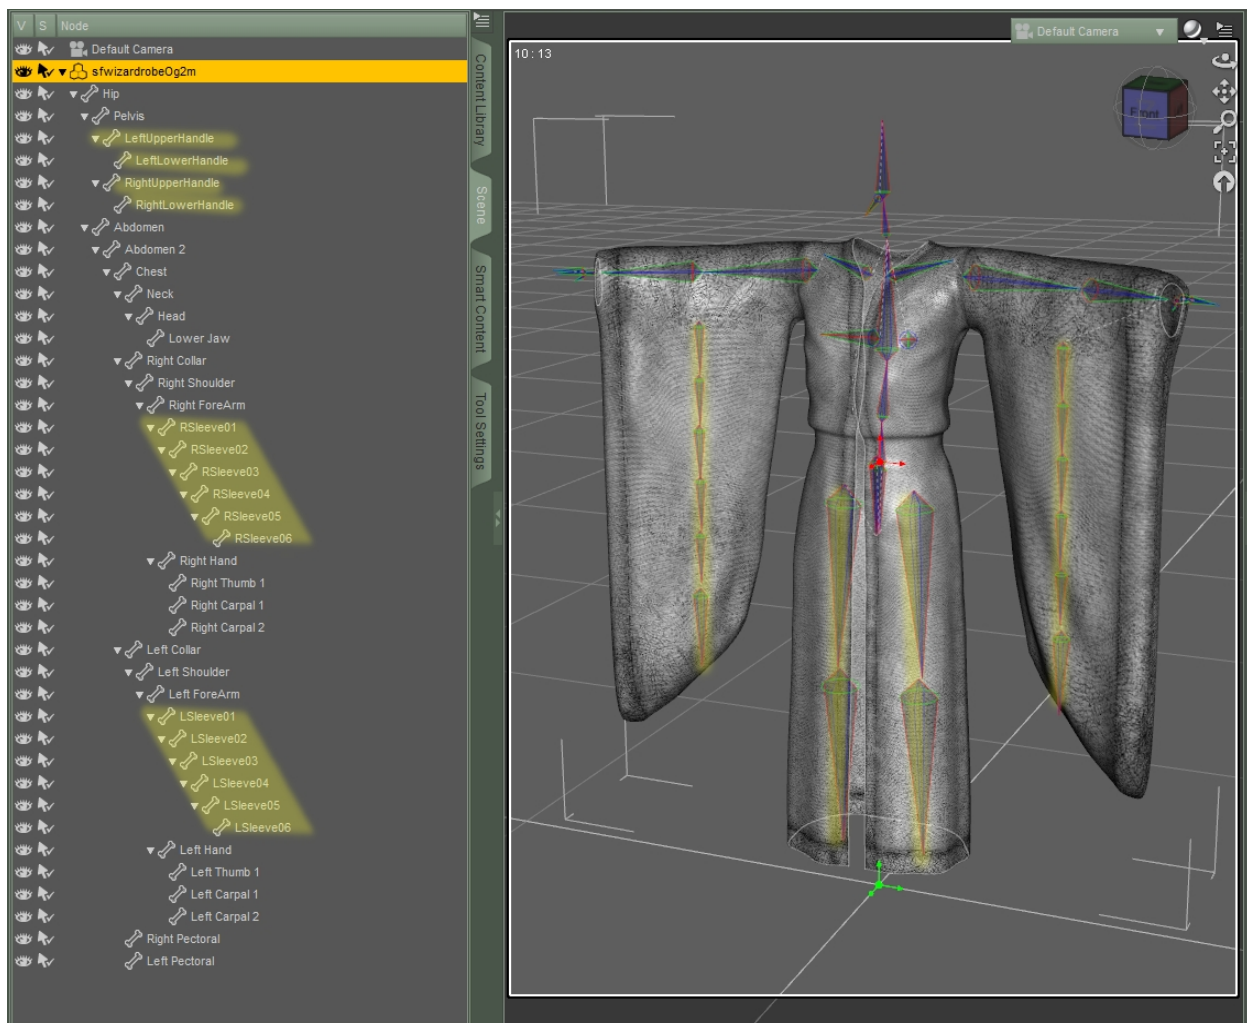 V S Node
Default Camera
sfwizardrobeOg2m
Hip
Pelvis
LeftUpperHandle
LeftLowerHandle
RightUpperHandle
RightLowerHandle
Abdomen
Abdomen 2
Chest
Neck
Head
Lower Jaw
Right Collar
Right Shoulder
Right ForeArm
RSleeve01
RSleeve02
RSleeve03
RSleeve04
RSleeve05
RSleeve06
Right Hand
Right Thumb 1
Right Carpal 1
Right Carpal 2
Left Collar
Left Shoulder
Left ForeArm
LSleeve01
LSleeve02
LSleeve03
LSleeve04
LSleeve05
LSleeve06
Left Hand
Left Thumb 1
Left Carpal 1
Left Carpal 2
Right Pectoral
Left Pectoral
Content Library
Scene
Smart Content
Tool Settings
Default Camera
10 : 13
Front